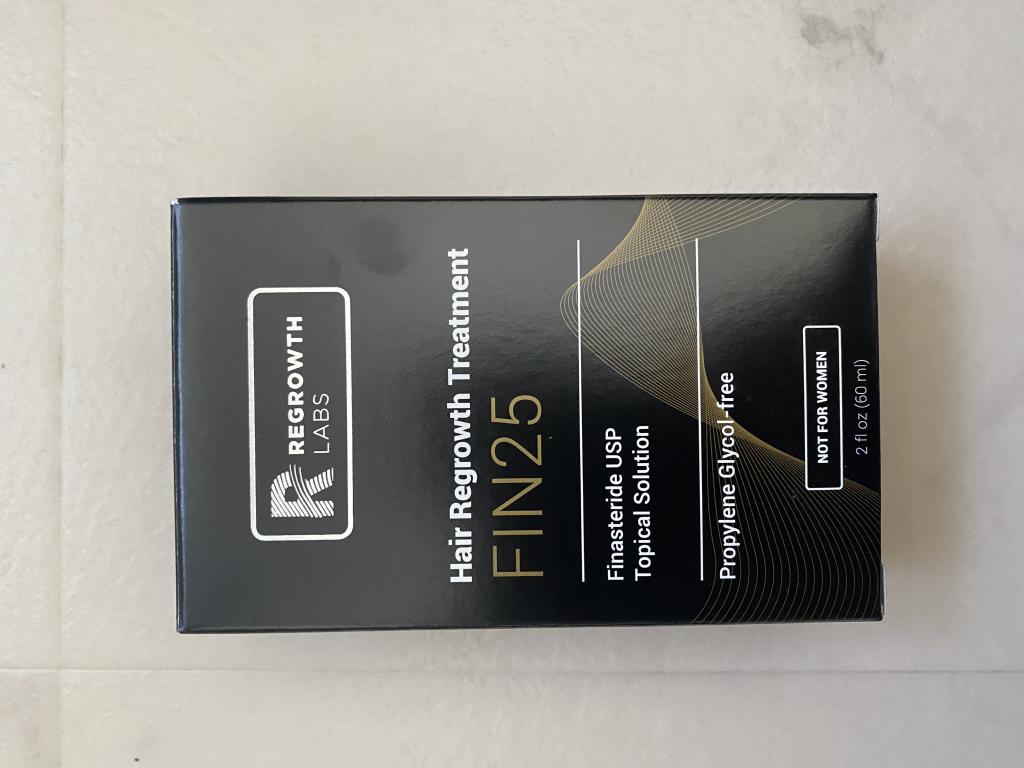 REGROWTH
LABS
Hair Regrowth Treatment
FIN25
Finasteride USP
Topical Solution
Propylene Glycol-free
NOT FOR WOMEN
2 fl oz (60 ml)